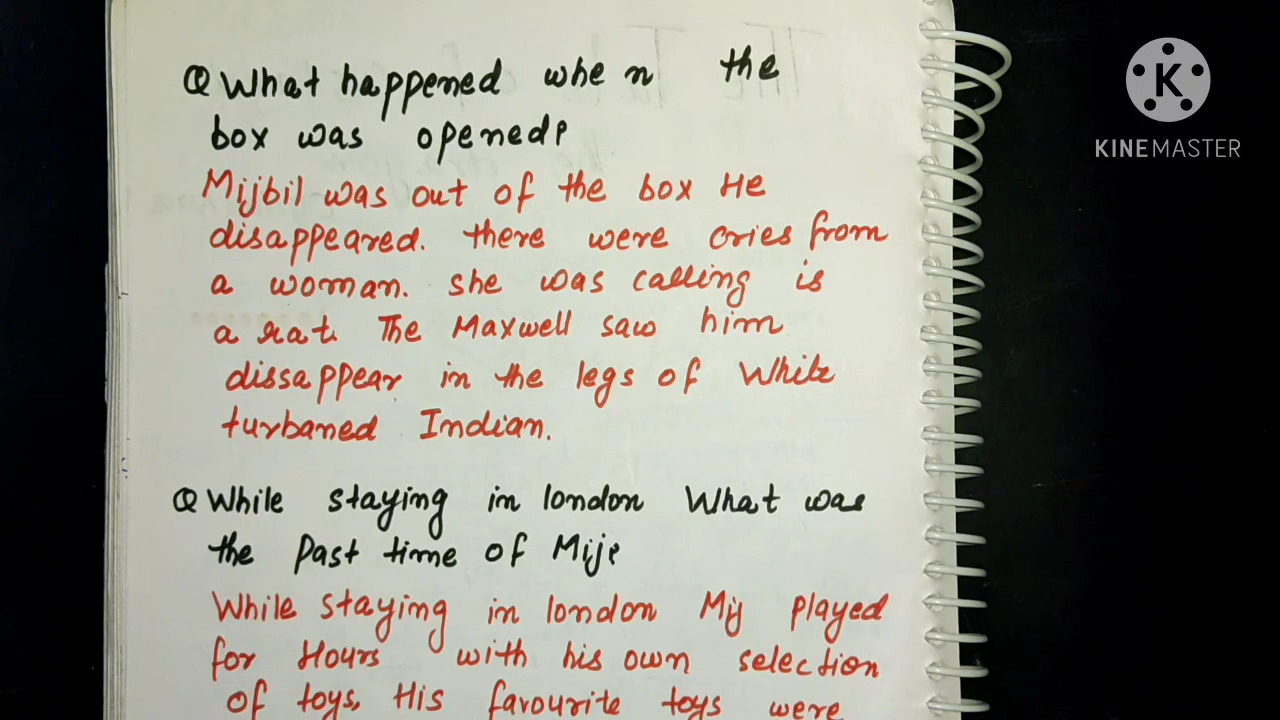 Q What happened when the
box was opened?
Mijbil was out of the box He
disappeared. there were cries from
a woman. she was calling is
a rat. The Maxwell saw him
dissappear in the legs of White
turbaned Indian.
Q While staying in london What was
the Past time of Mij?
While staying in london Mij Played
for Hours with his own selection
of toys. His favourite toys were
K
KINEMASTER